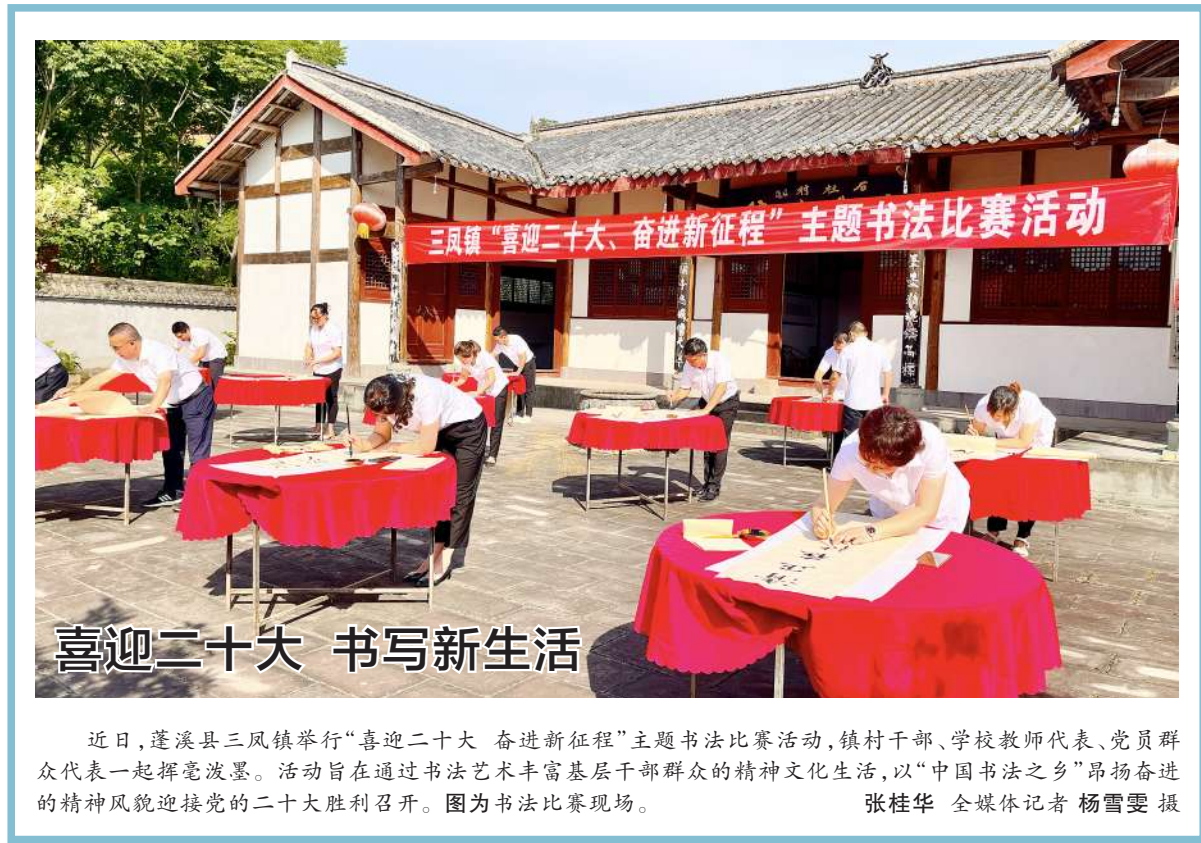 石柱村
三凤镇“喜迎二十大、奋进新征程”主题书法比赛活动
喜迎二十大 书写新生活
近日，蓬溪县三凤镇举行“喜迎二十大 奋进新征程”主题书法比赛活动，镇村干部、学校教师代表、党员群
众代表一起挥毫泼墨。活动旨在通过书法艺术丰富基层干部群众的精神文化生活，以“中国书法之乡”昂扬奋进
的精神风貌迎接党的二十大胜利召开。图为书法比赛现场。 张桂华 全媒体记者 杨雪雯 摄